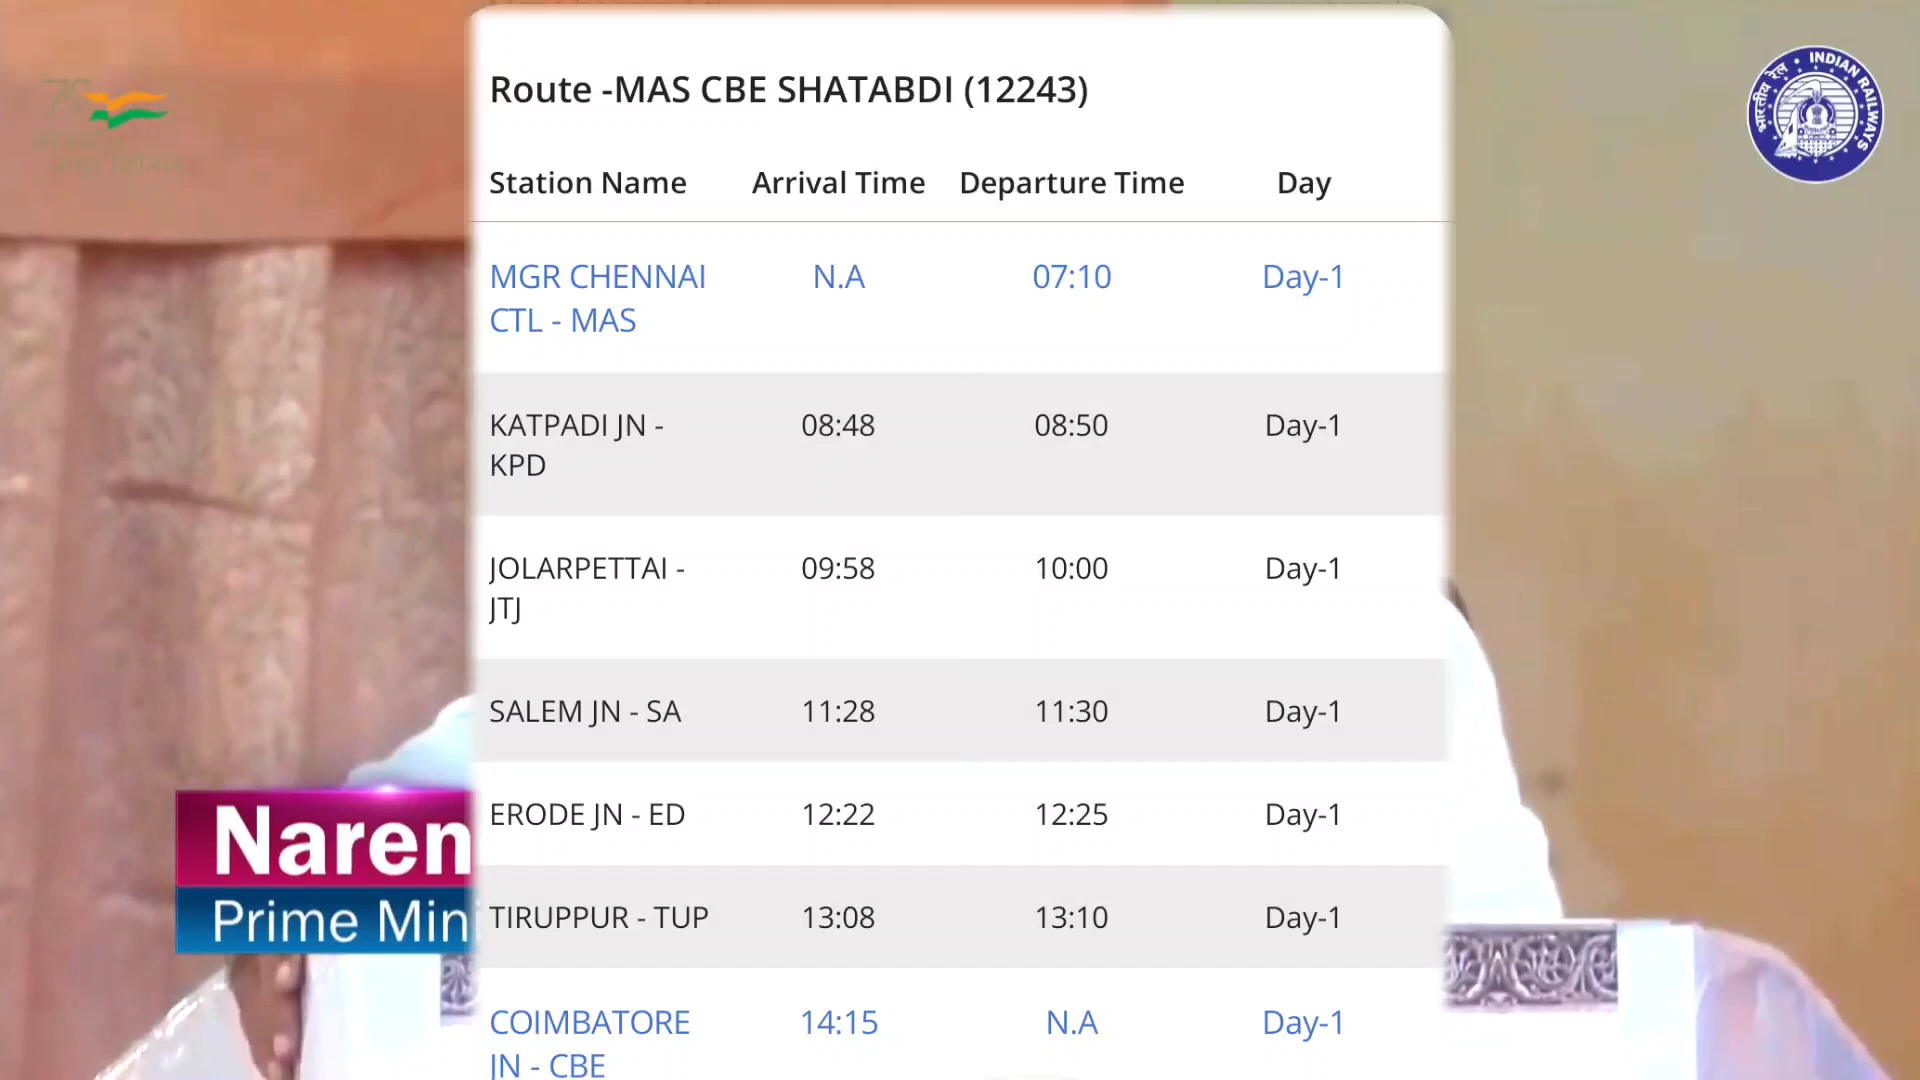 Route -MAS CBE SHATABDI (12243)
Station Name Arrival Time Departure Time Day
MGR CHENNAI N.A 07:10 Day-1
CTL - MAS
KATPADI JN - 08:48 08:50 Day-1
KPD
JOLARPETTAI - 09:58 10:00 Day-1
JTJ
SALEM JN - SA 11:28 11:30 Day-1
ERODE JN - ED 12:22 12:25 Day-1
TIRUPPUR - TUP 13:08 13:10 Day-1
COIMBATORE 14:15 N.A Day-1
JN - CBE
Naren
Prime Min
भारतीय रेल • INDIAN RAILWAYS